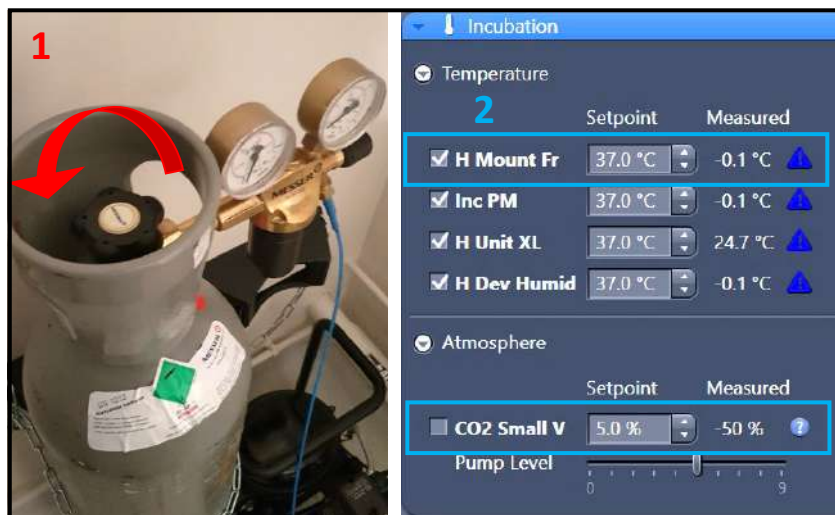 1
MESSER
Incubation
Temperature
2
Setpoint Measured
H Mount Fr 37.0 °C -0.1 °C
Inc PM 37.0 °C -0.1 °C
H Unit XL 37.0 °C 24.7 °C
H Dev Humid 37.0 °C -0.1 °C
Atmosphere
Setpoint Measured
CO2 Small V 5.0 % -50 % ?
Pump Level
0 9